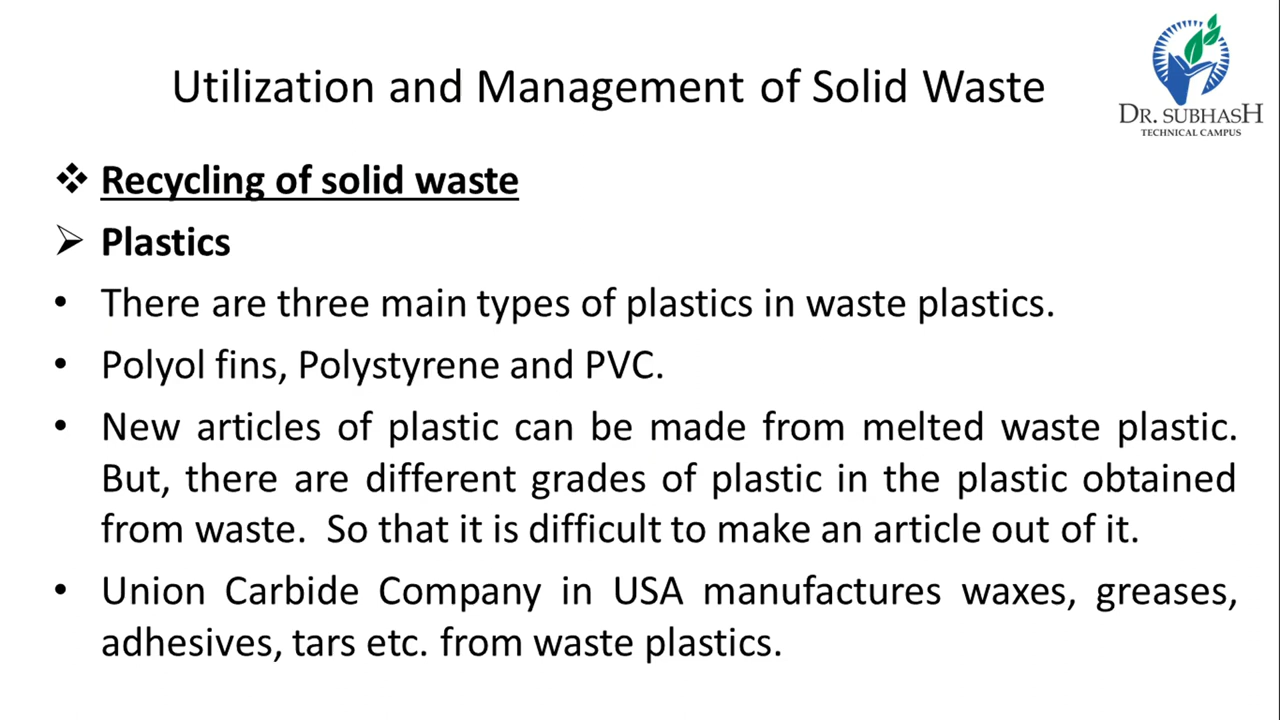 Utilization and Management of Solid Waste
DR. SUBHASH
TECHNICAL CAMPUS
❖ Recycling of solid waste
➢ Plastics
• There are three main types of plastics in waste plastics.
• Polyol fins, Polystyrene and PVC.
• New articles of plastic can be made from melted waste plastic.
But, there are different grades of plastic in the plastic obtained
from waste. So that it is difficult to make an article out of it.
• Union Carbide Company in USA manufactures waxes, greases,
adhesives, tars etc. from waste plastics.